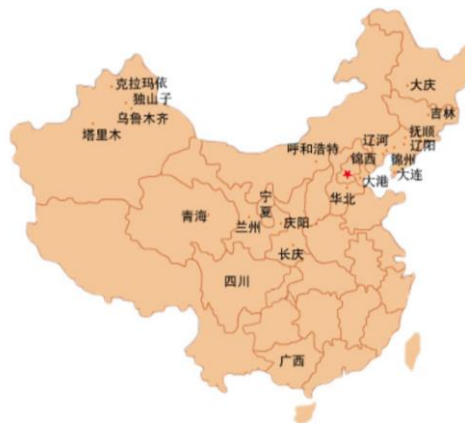 克拉玛依
独山子
乌鲁木齐
塔里木
大庆
吉林
抚顺
辽阳
辽河
呼和浩特
锦西
锦州
大连
大港
华北
宁夏
青海
兰州
庆阳
长庆
四川
广西